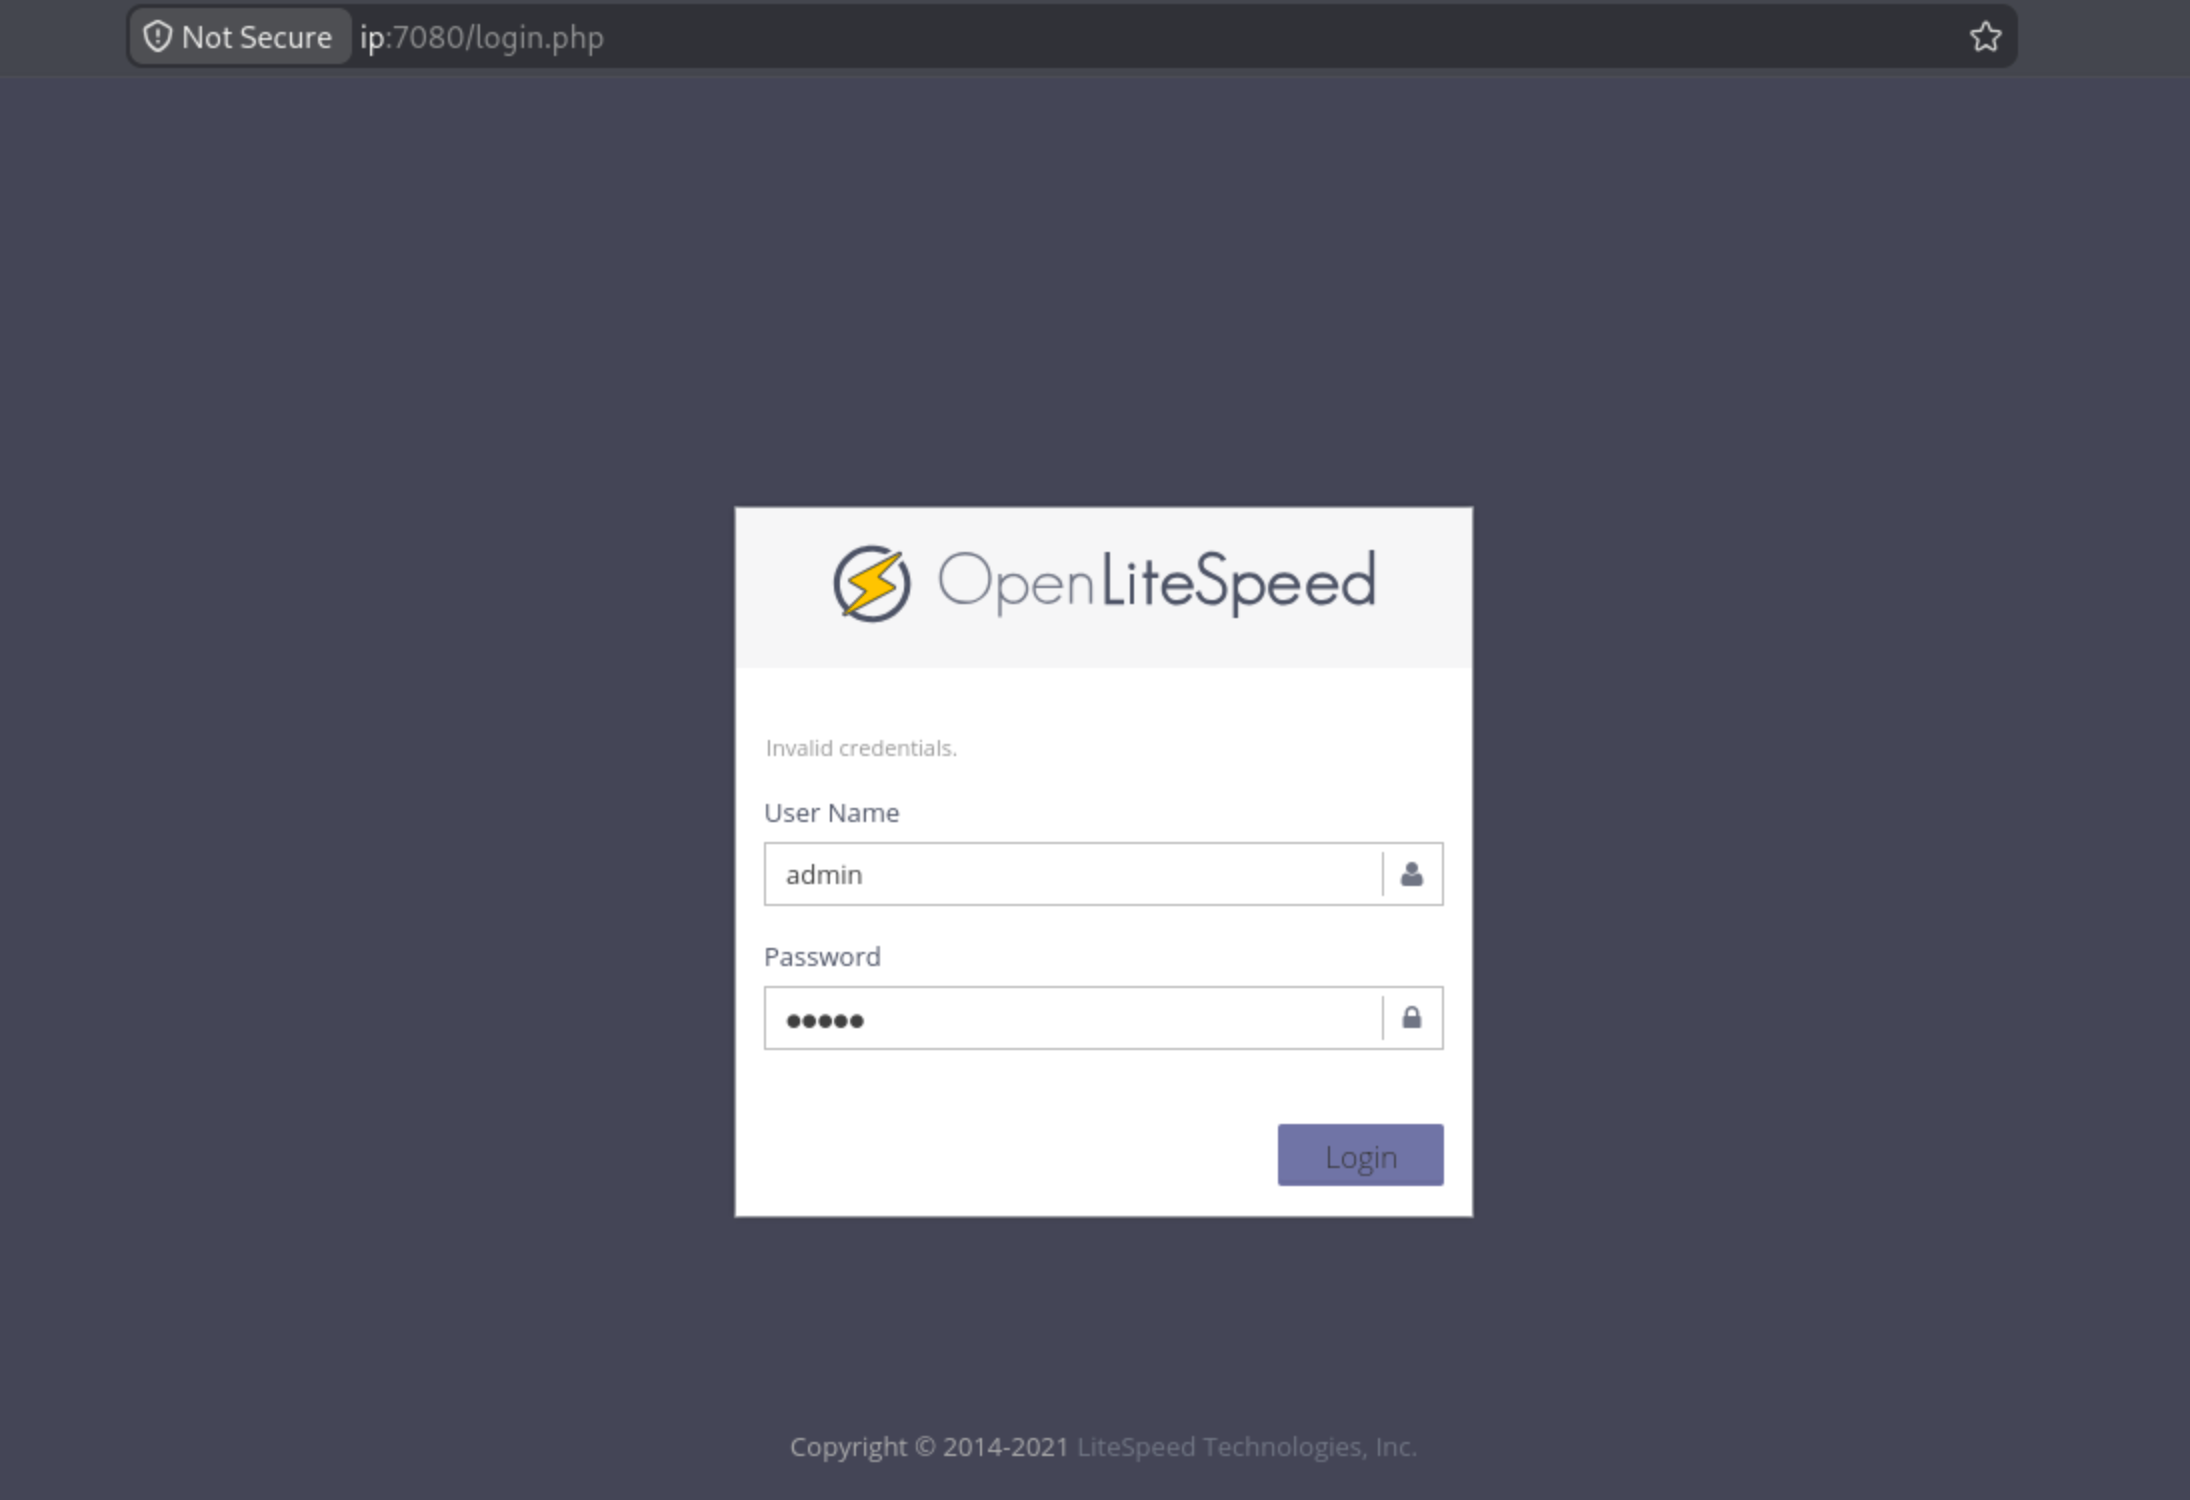 Not Secure ip:7080/login.php
OpenLiteSpeed
Invalid credentials.
User Name
admin
Password
●●●●●
Login
Copyright © 2014-2021 LiteSpeed Technologies, Inc.